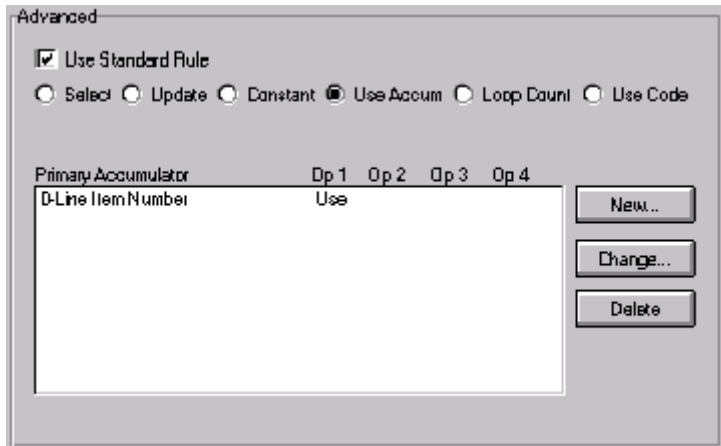 Advanced
Use Standard Rule
Select Update Constant Use Accum Loop Count Use Code
Primary Accumulator Op 1 Op 2 Op 3 Op 4
0-Line Item Number Use
New...
Change...
Delete